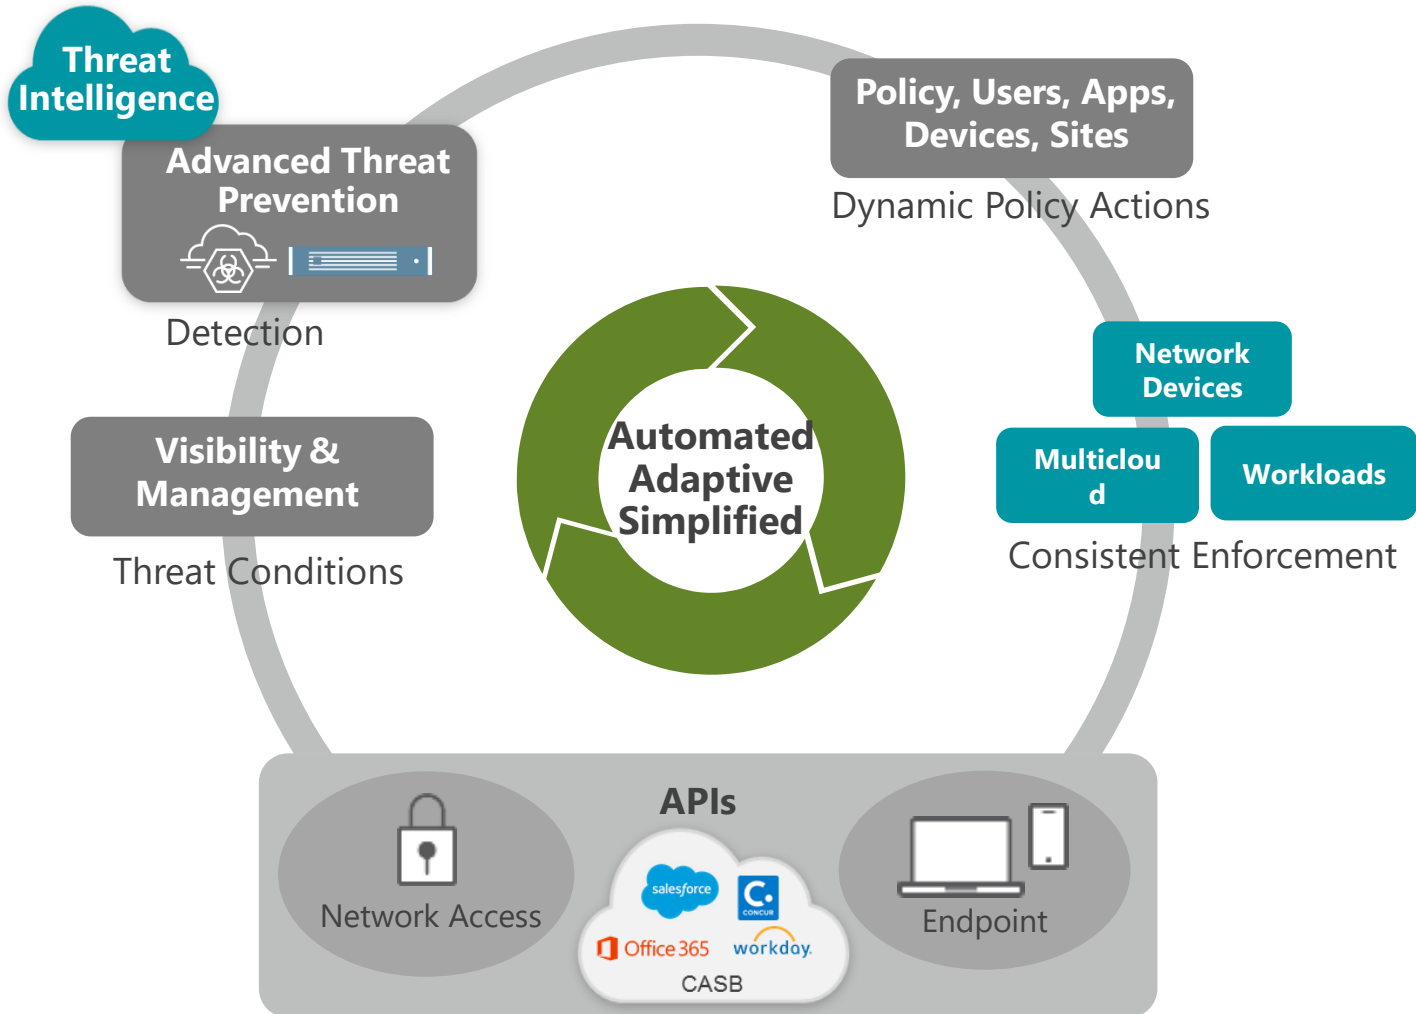 Threat
Intelligence
Advanced Threat
Prevention
Detection
Visibility &
Management
Threat Conditions
Policy, Users, Apps,
Devices, Sites
Dynamic Policy Actions
Automated
Adaptive
Simplified
Network
Devices
Multiclou
d
Workloads
Consistent Enforcement
APIs
Network Access
salesforce
C.
CONCUR
Office 365
workday.
CASB
Endpoint